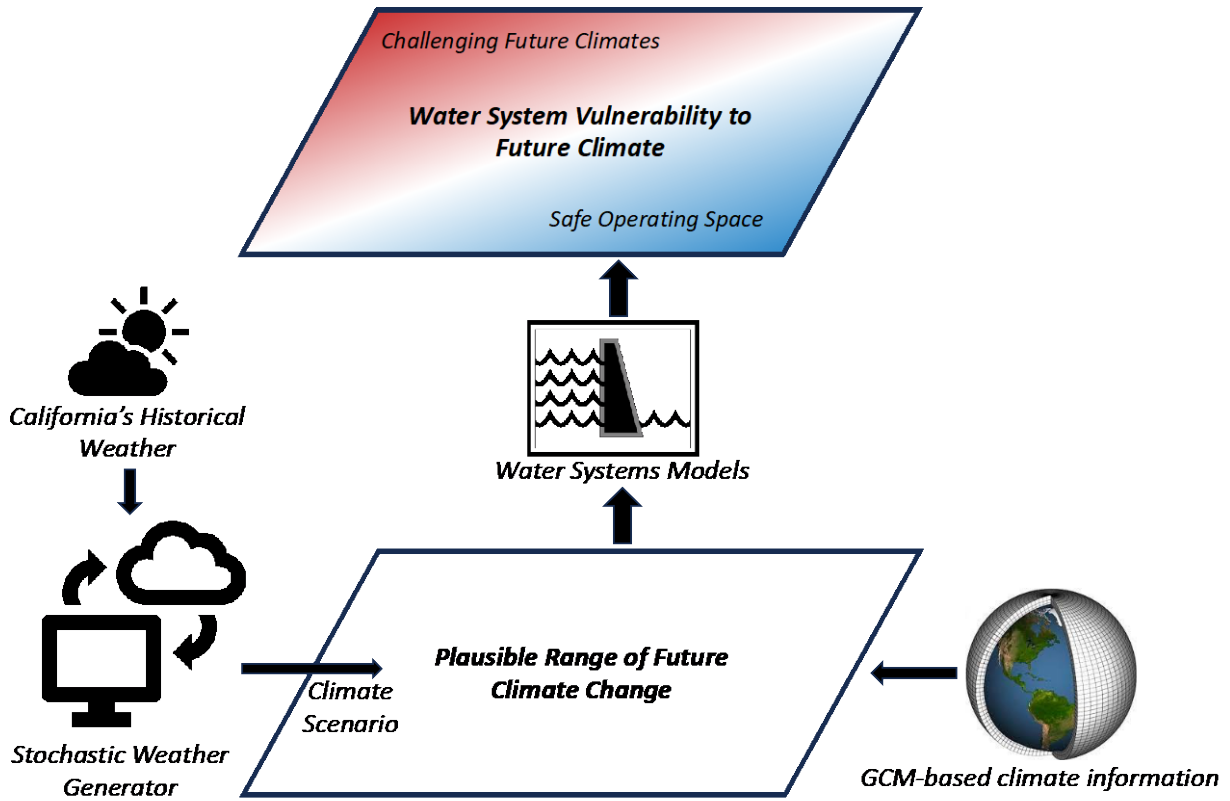 Challenging Future Climates
Water System Vulnerability to
Future Climate
Safe Operating Space
California's Historical
Weather
Water Systems Models
Stochastic Weather
Generator
Climate
Scenario
Plausible Range of Future
Climate Change
GCM-based climate information